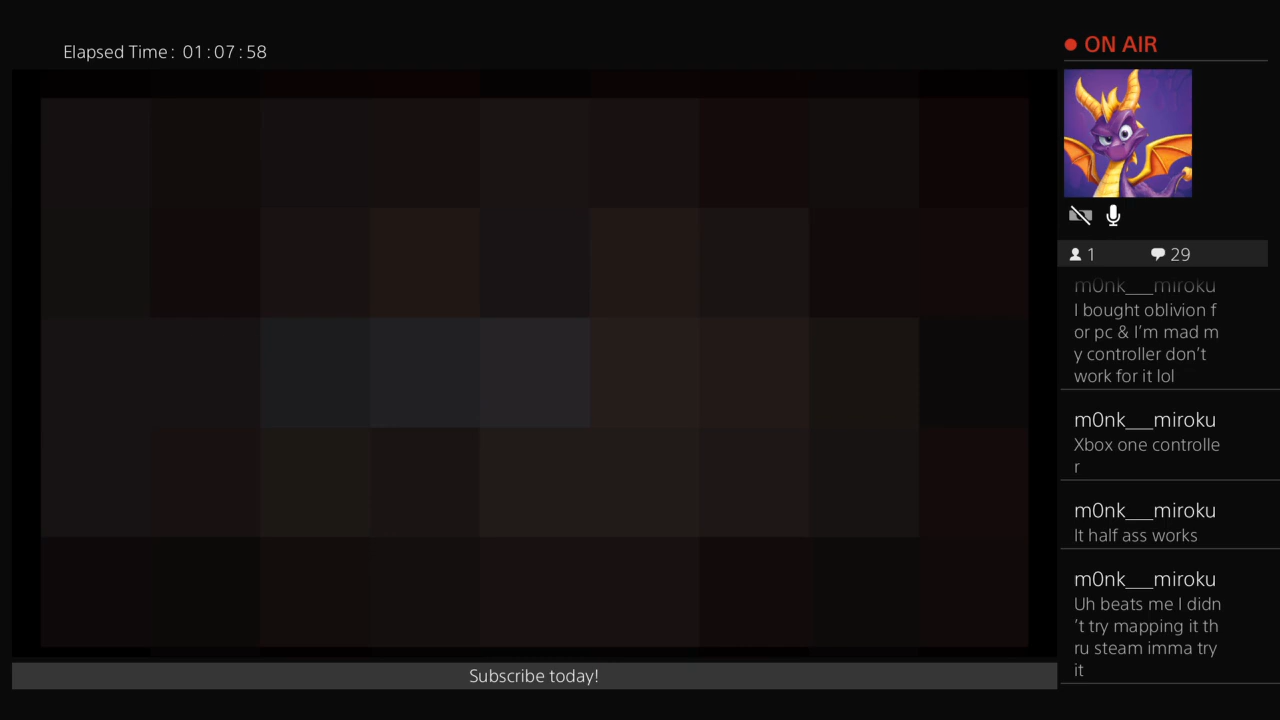 Elapsed Time: 01:07:58
ON AIR
1 29
m0nk___miroku
I bought oblivion f
or pc & I'm mad m
y controller don't
work for it lol
m0nk___miroku
Xbox one controlle
r
m0nk___miroku
It half ass works
m0nk___miroku
Uh beats me I didn
't try mapping it th
ru steam imma try
it
Subscribe today!